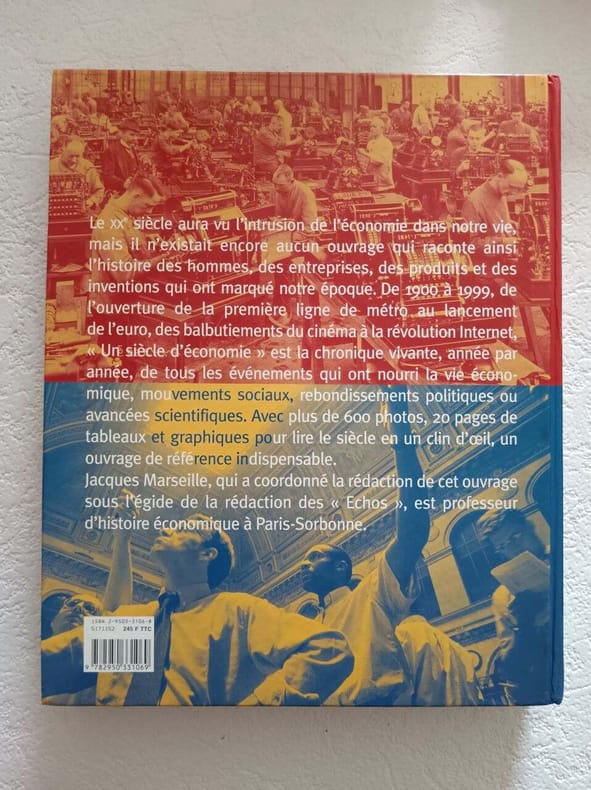 Le XXe siècle aura vu l'intrusion de l'économie dans notre vie,
mais il n'existait encore aucun ouvrage qui raconte ainsi
l'histoire des hommes, des entreprises, des produits et des
inventions qui ont marqué notre époque. De 1900 à 1999, de
l'ouverture de la première ligne de métro au lancement
de l'euro, des balbutiements du cinéma à la révolution Internet,
« Un siècle d'économie » est la chronique vivante, année par
année, de tous les événements qui ont nourri la vie écono-
mique, mouvements sociaux, rebondissements politiques ou
avancées scientifiques. Avec plus de 600 photos, 20 pages de
tableaux et graphiques pour lire le siècle en un clin d'œil, un
ouvrage de référence indispensable.
Jacques Marseille, qui a coordonné la rédaction de cet ouvrage
sous l'égide de la rédaction des « Echos », est professeur
d'histoire économique à Paris-Sorbonne.
ISBN 2-9503-3106-8
5171152 245 F TTC
9 782950 331069